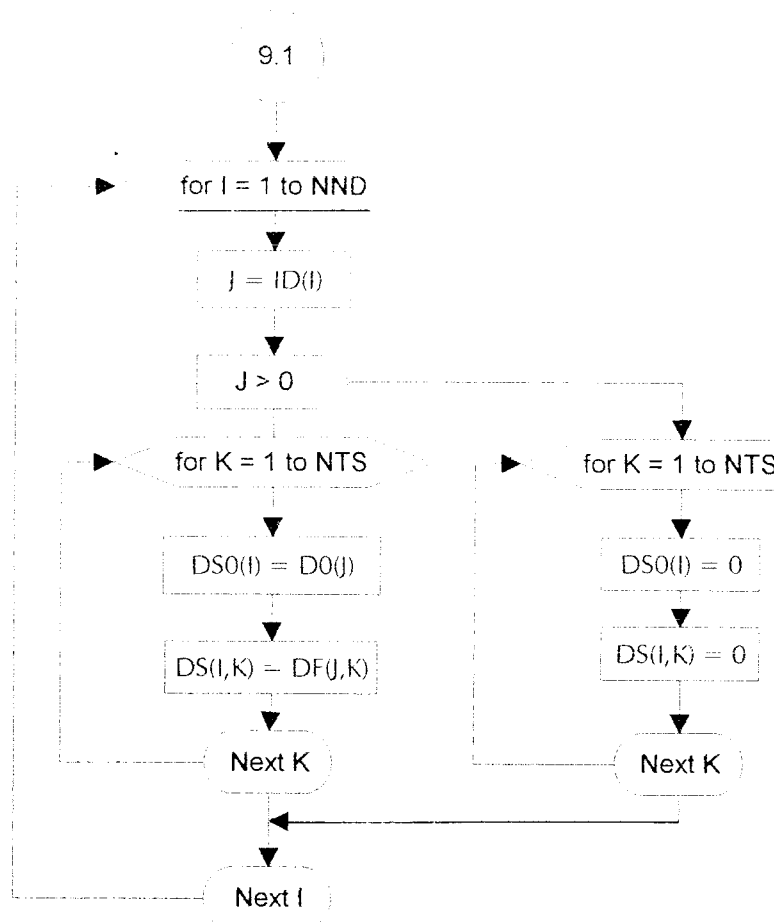 9.1
for I = 1 to NND
J = ID(I)
J > 0
for K = 1 to NTS
for K = 1 to NTS
DS0(I) = D0(J)
DS0(I) = 0
DS(I,K) = DF(J,K)
DS(I,K) = 0
Next K
Next K
Next I